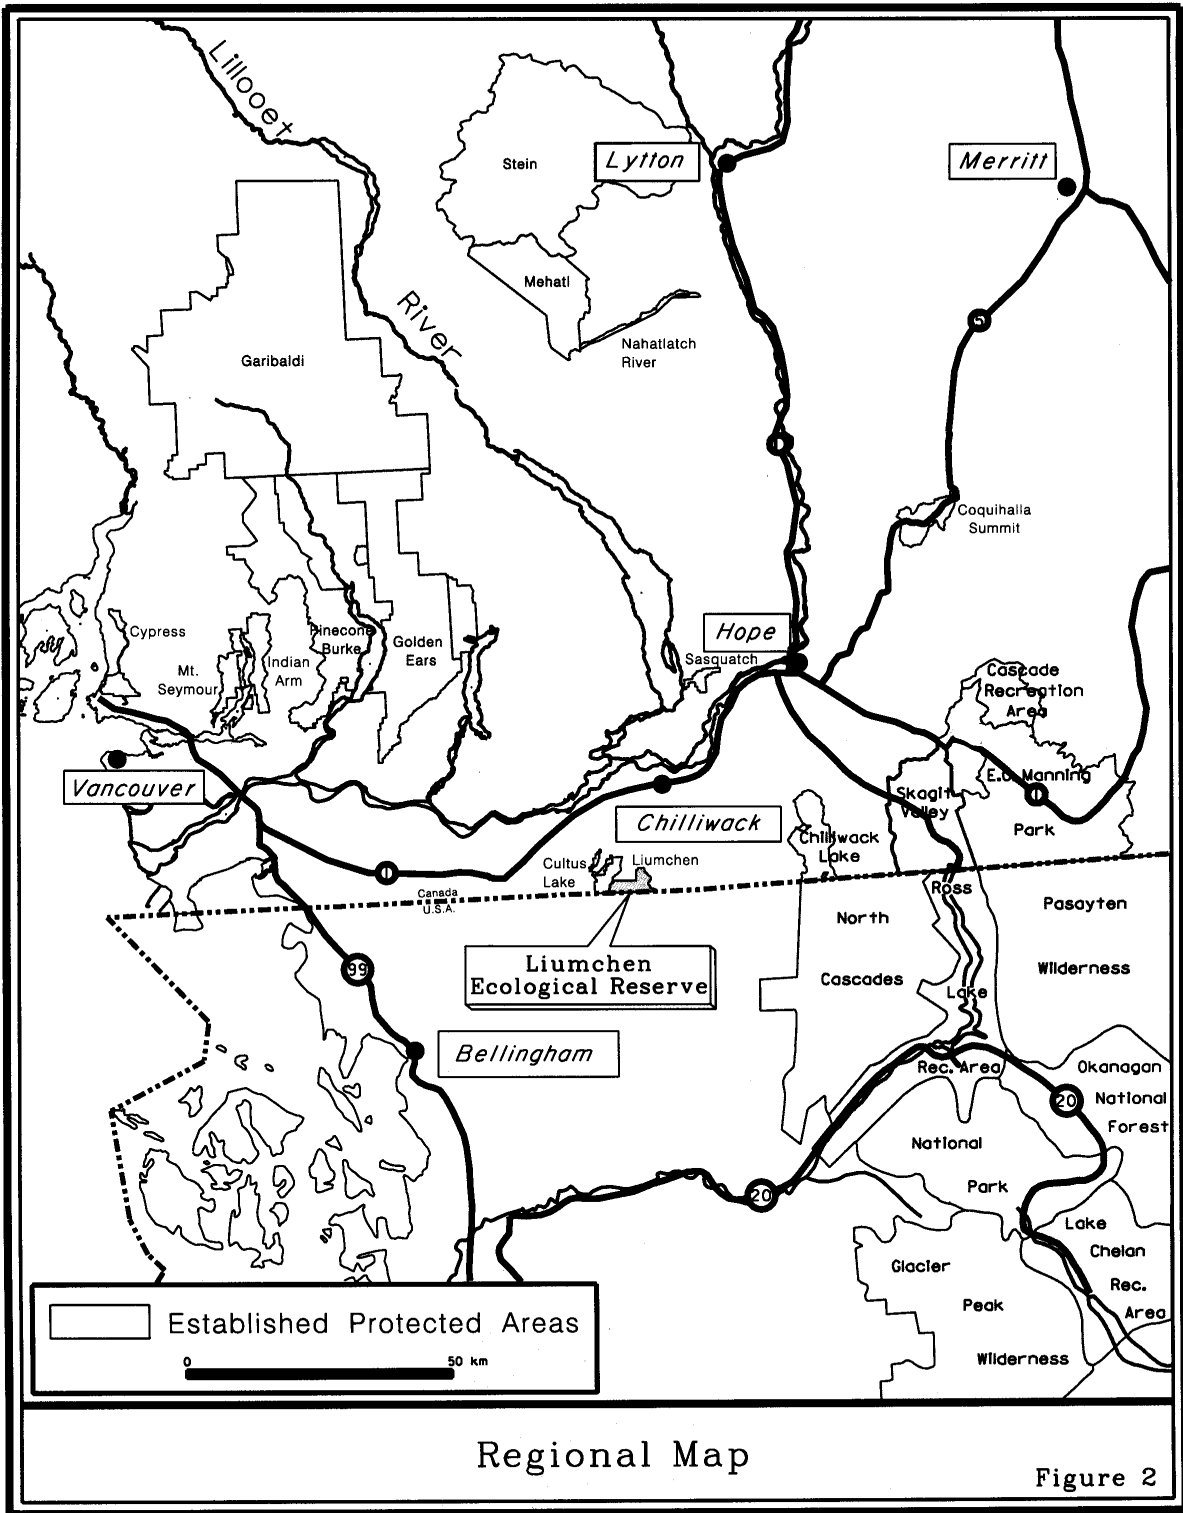 Lillooet
River
Stein
Lytton
Merritt
Mehatl
Nahatlatch
River
5
Garibaldi
1
Coquihalla
Summit
Cypress
Mt.
Seymour
Indian
Arm
Pinecone
Burke
Golden
Ears
Hope
Sasquatch
Cascade
Recreation
Area
Vancouver
E.C. Manning
Park
Skagit
Valley
Chilliwack
Chilliwack
Lake
Cultus
Lake
Liumchen
1
Canada
U.S.A.
Ross
Lake
Rec. Area
North
Cascades
National
Park
Pasayten
Wilderness
Liumchen
Ecological Reserve
99
Bellingham
Okanagan
National
Forest
20
20
Lake
Chelan
Rec.
Area
Glacier
Peak
Wilderness
Established Protected Areas
0 50 km
Regional Map
Figure 2